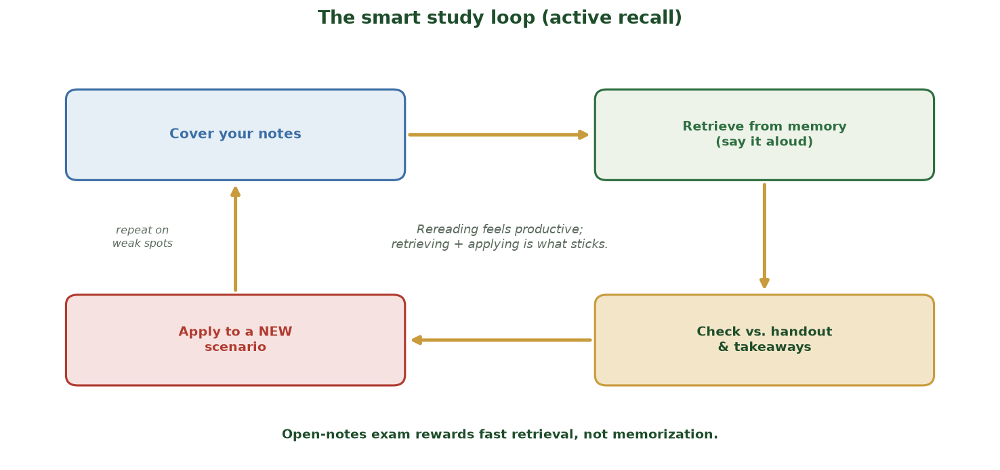 The smart study loop (active recall)
Cover your notes
Retrieve from memory
(say it aloud)
repeat on
weak spots
Rereading feels productive;
retrieving + applying is what sticks.
Apply to a NEW
scenario
Check vs. handout
& takeaways
Open-notes exam rewards fast retrieval, not memorization.